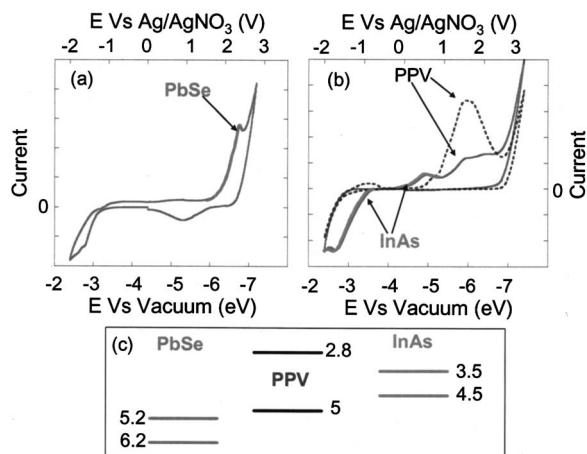 E Vs Ag/AgNO₃ (V)
-2 -1 0 1 2 3
(a)
PbSe
Current
0
-2 -3 -4 -5 -6 -7
E Vs Vacuum (eV)
E Vs Ag/AgNO₃ (V)
-2 -1 0 1 2 3
(b)
PPV
InAs
0
Current
-2 -3 -4 -5 -6 -7
E Vs Vacuum (eV)
(c)
PbSe
2.8
InAs
PPV
3.5
4.5
5.2
5
6.2